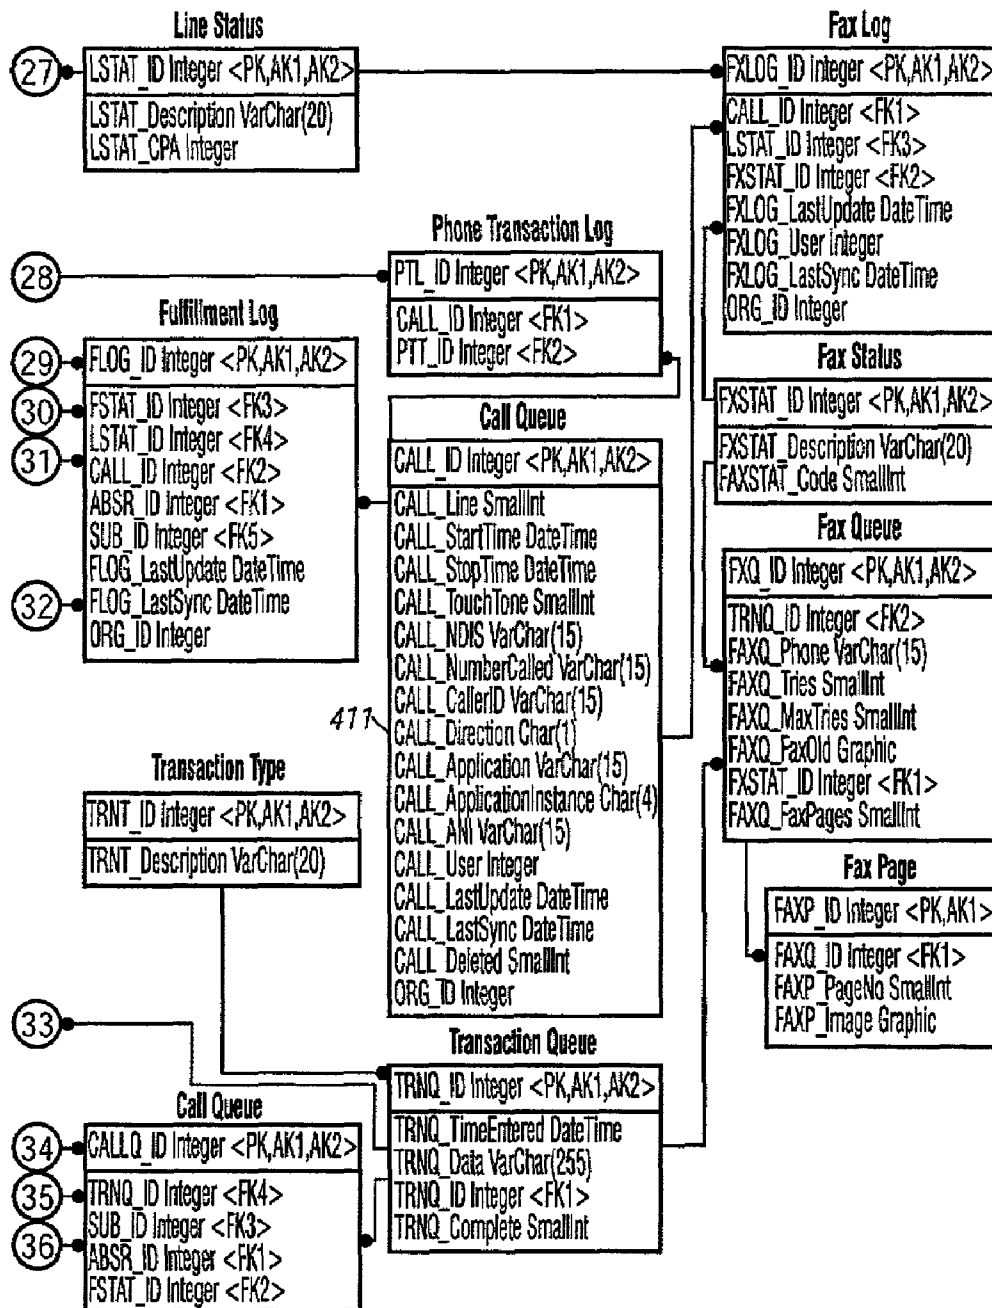 Line Status
27
LSTAT_ID Integer <PK,AK1,AK2>
LSTAT_Description VarChar(20)
LSTAT_CPA Integer
Fax Log
FXLOG_ID Integer <PK,AK1,AK2>
CALL_ID Integer <FK1>
LSTAT_ID Integer <FK3>
FXSTAT_ID Integer <FK2>
FXLOG_LastUpdate DateTime
FXLOG_User Integer
FXLOG_LastSync DateTime
ORG_ID Integer
Phone Transaction Log
28
PTL_ID Integer <PK,AK1,AK2>
CALL_ID Integer <FK1>
PTT_ID Integer <FK2>
Fulfillment Log
29
FLOG_ID Integer <PK,AK1,AK2>
30
FSTAT_ID Integer <FK3>
LSTAT_ID Integer <FK4>
31
CALL_ID Integer <FK2>
ABSR_ID Integer <FK1>
SUB_ID Integer <FK5>
FLOG_LastUpdate DateTime
32
FLOG_LastSync DateTime
ORG_ID Integer
Fax Status
FXSTAT_ID Integer <PK,AK1,AK2>
FXSTAT_Description VarChar(20)
FAXSTAT_Code SmallInt
Call Queue
CALL_ID Integer <PK,AK1,AK2>
CALL_Line SmallInt
CALL_StartTime DateTime
CALL_StopTime DateTime
CALL_TouchTone SmallInt
CALL_NDIS VarChar(15)
CALL_NumberCalled VarChar(15)
CALL_CallerID VarChar(15)
411
CALL_Direction Char(1)
CALL_Application VarChar(15)
CALL_ApplicationInstance Char(4)
CALL_ANI VarChar(15)
CALL_User Integer
CALL_LastUpdate DateTime
CALL_LastSync DateTime
CALL_Deleted SmallInt
ORG_ID Integer
Fax Queue
FXQ_ID Integer <PK,AK1,AK2>
TRNQ_ID Integer <FK2>
FAXQ_Phone VarChar(15)
FAXQ_Tries SmallInt
FAXQ_MaxTries SmallInt
FAXQ_FaxOld Graphic
FXSTAT_ID Integer <FK1>
FAXQ_FaxPages SmallInt
Transaction Type
TRNT_ID Integer <PK,AK1,AK2>
TRNT_Description VarChar(20)
Fax Page
FAXP_ID Integer <PK,AK1>
FAXQ_ID Integer <FK1>
FAXP_PageNo SmallInt
FAXP_Image Graphic
33
Transaction Queue
TRNQ_ID Integer <PK,AK1,AK2>
TRNQ_TimeEntered DateTime
TRNQ_Data VarChar(255)
TRNQ_ID Integer <FK1>
TRNQ_Complete SmallInt
Call Queue
34
CALLQ_ID Integer <PK,AK1,AK2>
35
TRNQ_ID Integer <FK4>
SUB_ID Integer <FK3>
36
ABSR_ID Integer <FK1>
FSTAT_ID Integer <FK2>